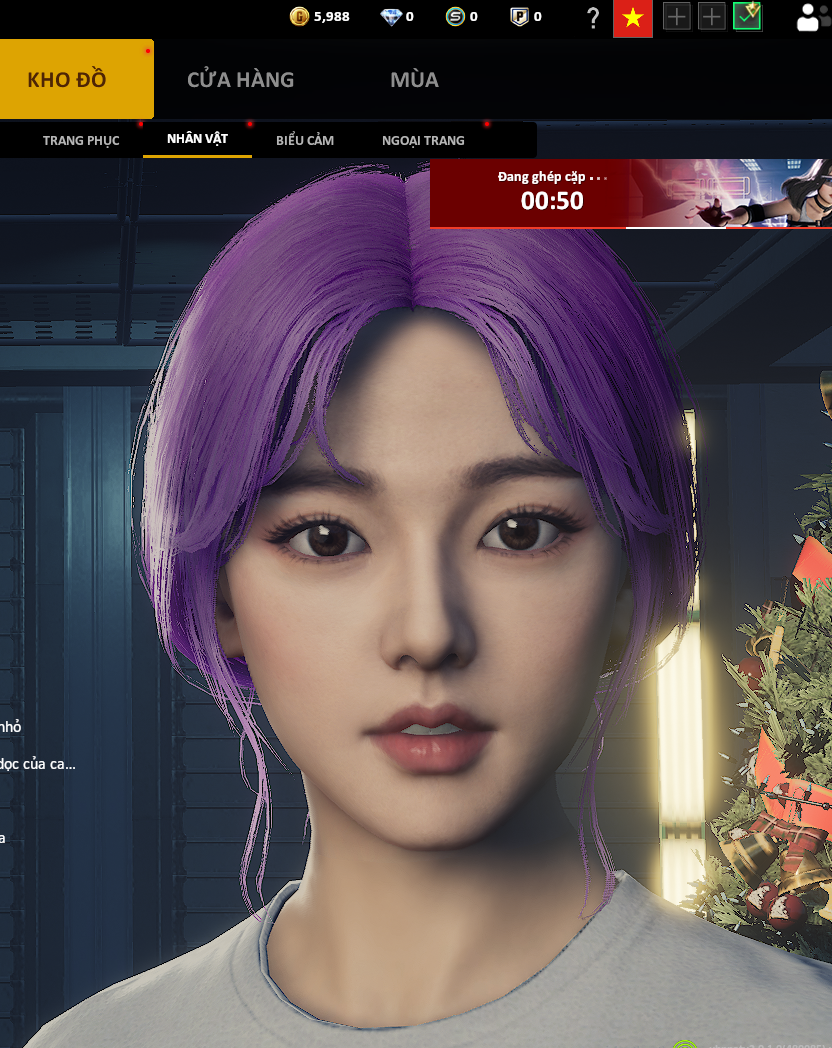 5,988 0 0 0 ?
KHO ĐỒ CỬA HÀNG MÙA
TRANG PHỤC NHÂN VẬT BIỂU CẢM NGOẠI TRANG
Đang ghép cặp ...
00:50
nhỏ
dọc của ca...
a